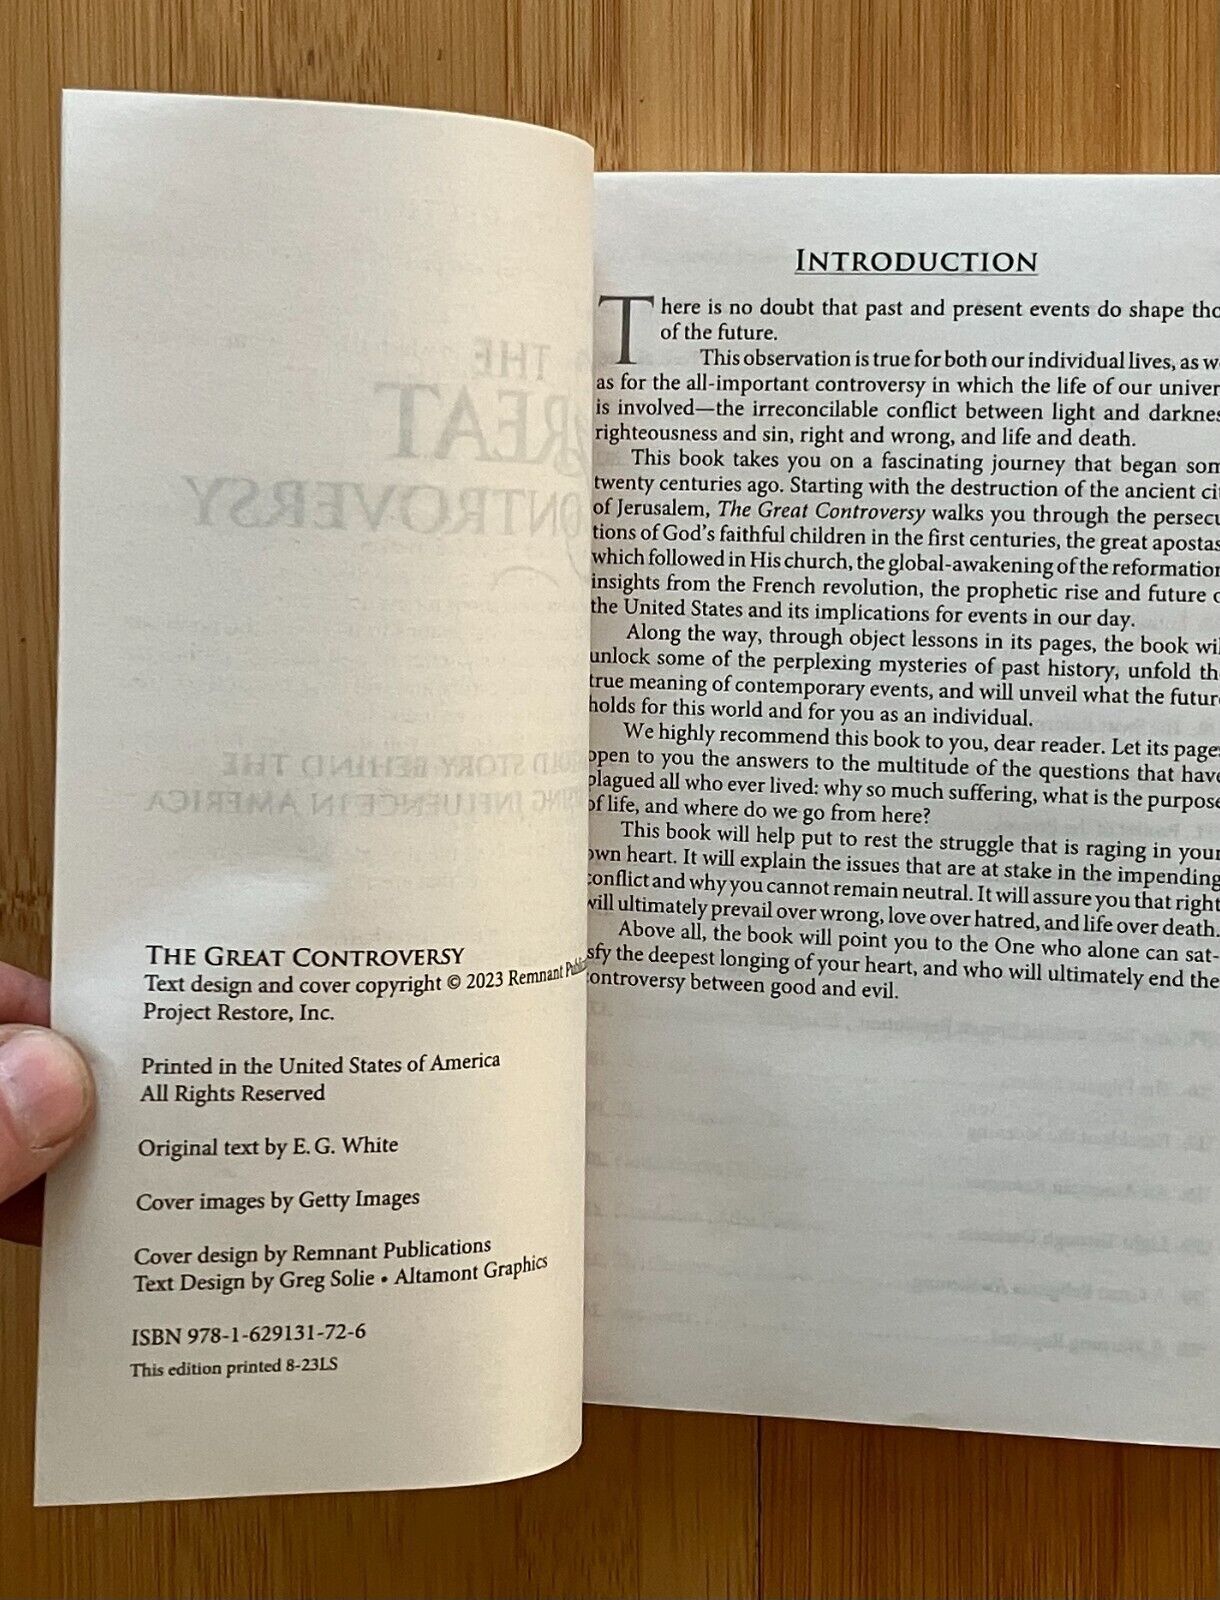 THE GREAT CONTROVERSY
Text design and cover copyright © 2023 Remnant
Project Restore, Inc.
Printed in the United States of America
All Rights Reserved
Original text by E. G. White
Cover images by Getty Images
Cover design by Remnant Publications
Text Design by Greg Solie • Altamont Graphics
ISBN 978-1-629131-72-6
This edition printed 8-23LS
INTRODUCTION
There is no doubt that past and present events do shape
of the future.
This observation is true for both our individual lives, as
as for the all-important controversy in which the life of our
is involved—the irreconcilable conflict between light and
righteousness and sin, right and wrong, and life and death.
This book takes you on a fascinating journey that began
twenty centuries ago. Starting with the destruction of the ancient
of Jerusalem, The Great Controversy walks you through the persecu
tions of God's faithful children in the first centuries, the great
which followed in His church, the global-awakening of the reformation
insights from the French revolution, the prophetic rise and future
the United States and its implications for events in our day.
Along the way, through object lessons in its pages, the book
unlock some of the perplexing mysteries of past history, unfold
true meaning of contemporary events, and will unveil what the
holds for this world and for you as an individual.
We highly recommend this book to you, dear reader. Let its
open to you the answers to the multitude of the questions that have
plagued all who ever lived: why so much suffering, what is the purpose
of life, and where do we go from here?
This book will help put to rest the struggle that is raging in your
own heart. It will explain the issues that are at stake in the impending
conflict and why you cannot remain neutral. It will assure you that right
will ultimately prevail over wrong, love over hatred, and life over death.
Above all, the book will point you to the One who alone can sat-
sfy the deepest longing of your heart, and who will ultimately end the
controversy between good and evil.